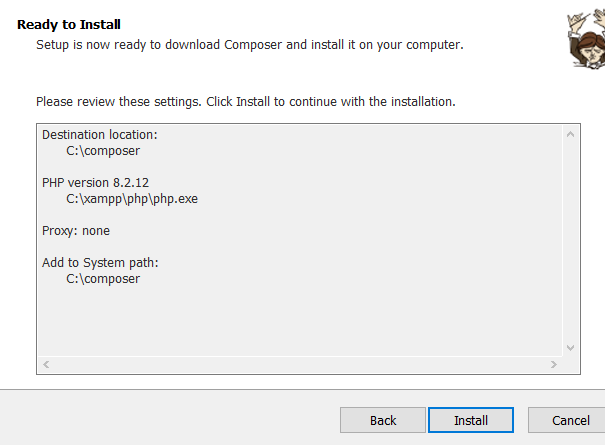 Ready to Install
Setup is now ready to download Composer and install it on your computer.
Please review these settings. Click Install to continue with the installation.
Destination location:
C:\composer
PHP version 8.2.12
C:\xampp\php\php.exe
Proxy: none
Add to System path:
C:\composer
Back
Install
Cancel